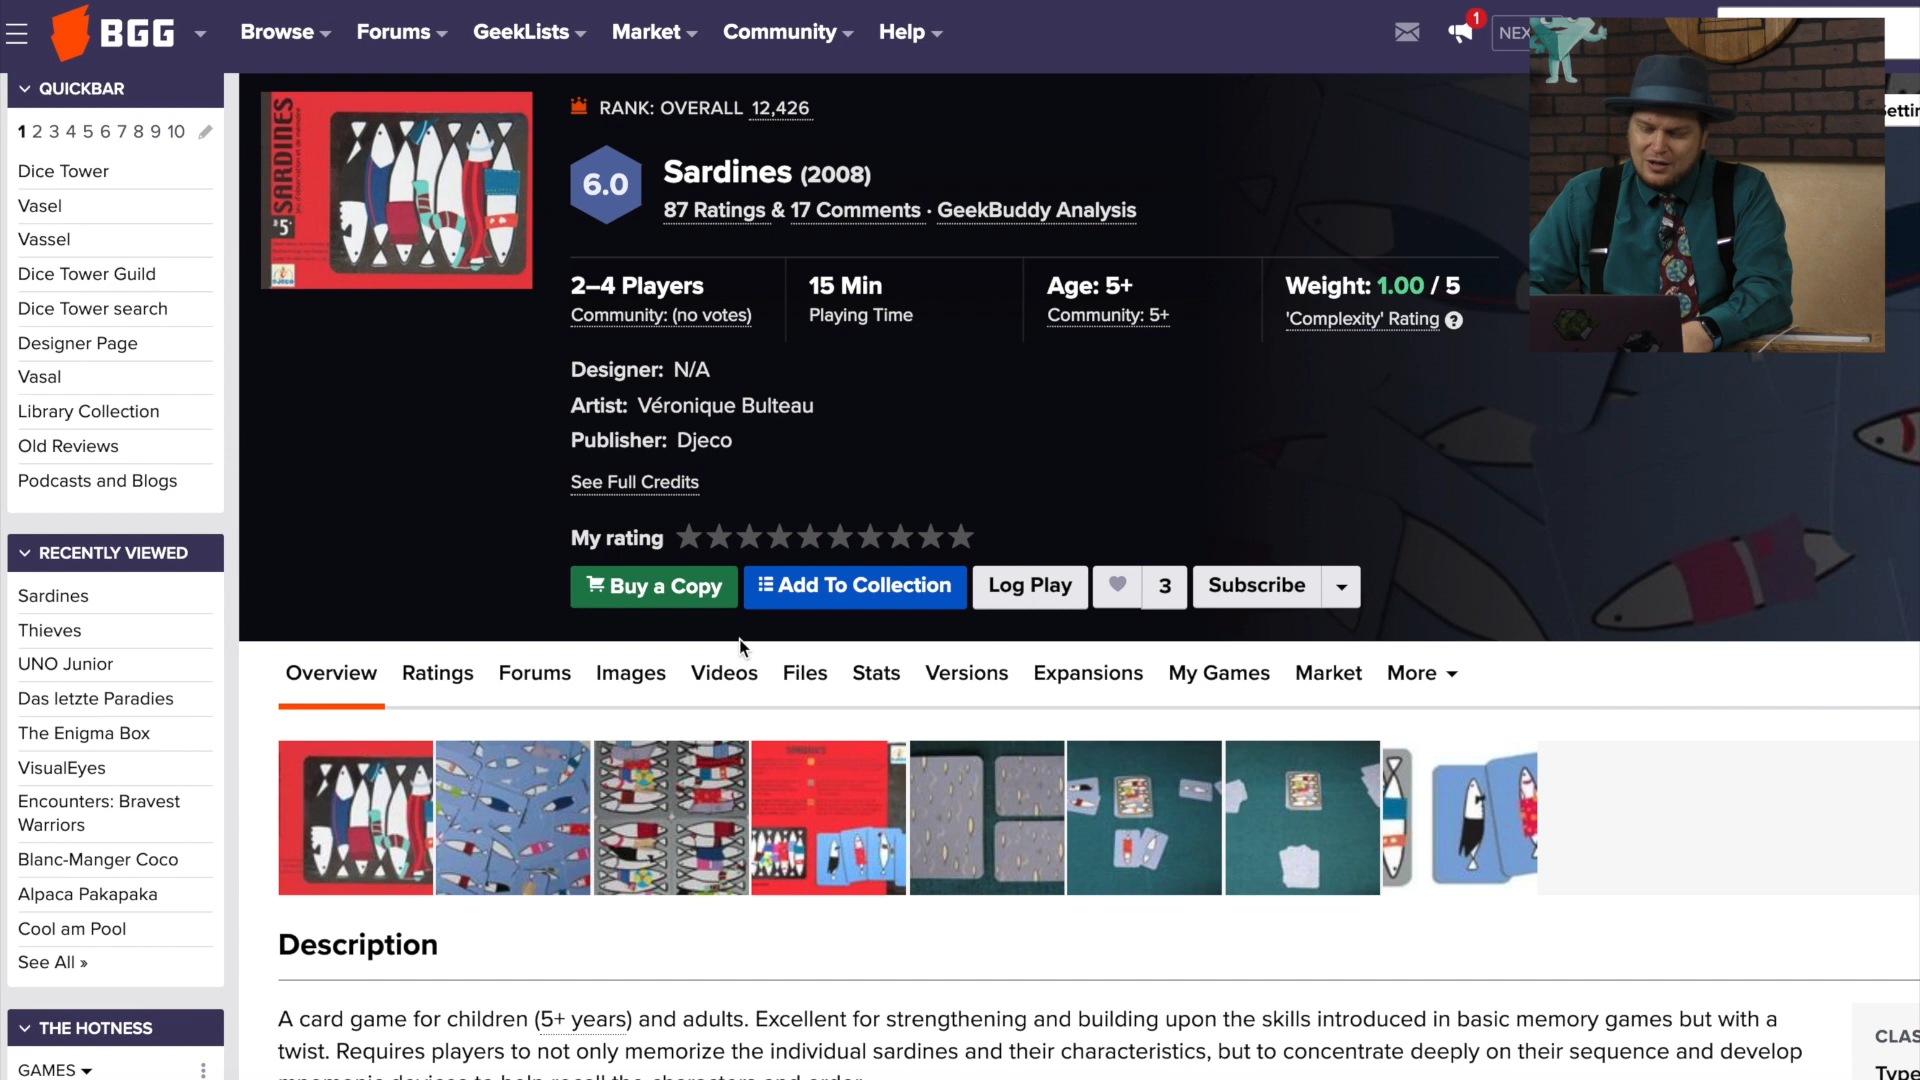 BGG
Browse
Forums
GeekLists
Market
Community
Help
1
NEX
QUICKBAR
1 2 3 4 5 6 7 8 9 10
Dice Tower
Vasel
Vassel
Dice Tower Guild
Dice Tower search
Designer Page
Vasal
Library Collection
Old Reviews
Podcasts and Blogs
RECENTLY VIEWED
Sardines
Thieves
UNO Junior
Das letzte Paradies
The Enigma Box
VisualEyes
Encounters: Bravest
Warriors
Blanc-Manger Coco
Alpaca Pakapaka
Cool am Pool
See All »
THE HOTNESS
GAMES
SARDINES
RANK: OVERALL 12,426
6.0
Sardines (2008)
87 Ratings & 17 Comments · GeekBuddy Analysis
2–4 Players
Community: (no votes)
15 Min
Playing Time
Age: 5+
Community: 5+
Weight: 1.00 / 5
'Complexity' Rating ?
Designer: N/A
Artist: Véronique Bulteau
Publisher: Djeco
See Full Credits
My rating
Buy a Copy
Add To Collection
Log Play
3
Subscribe
Overview
Ratings
Forums
Images
Videos
Files
Stats
Versions
Expansions
My Games
Market
More
Description
A card game for children (5+ years) and adults. Excellent for strengthening and building upon the skills introduced in basic memory games but with a
twist. Requires players to not only memorize the individual sardines and their characteristics, but to concentrate deeply on their sequence and develop
CLAS
Type